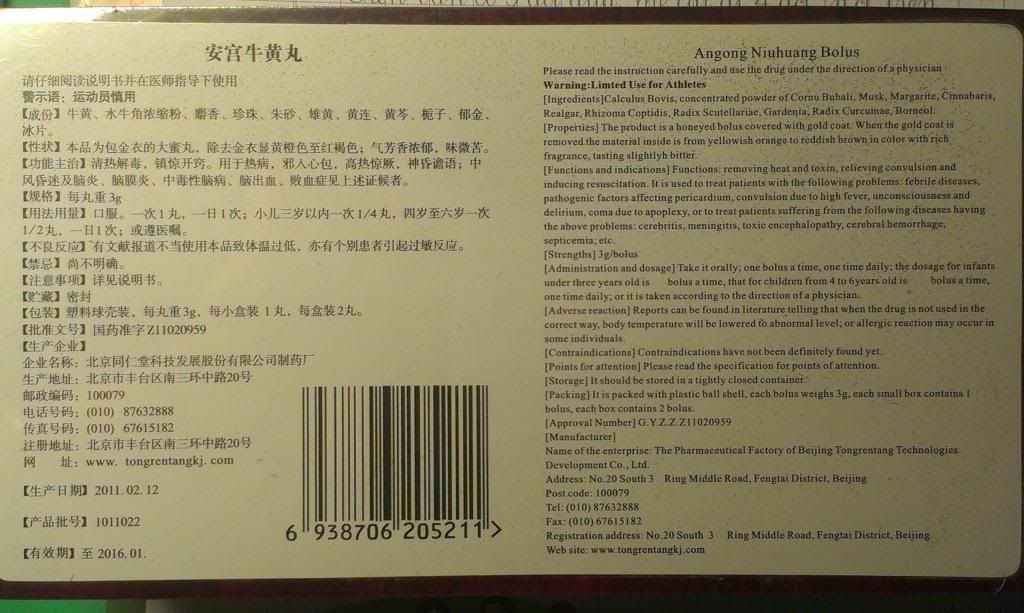 安宫牛黄丸
请仔细阅读说明书并在医师指导下使用
警示语：运动员慎用
【成份】牛黄、水牛角浓缩粉、麝香、珍珠、朱砂、雄黄、黄连、黄芩、栀子、郁金、
冰片。
【性状】本品为包金衣的大蜜丸，除去金衣显黄橙色至红褐色；气芳香浓郁，味微苦。
【功能主治】清热解毒，镇惊开窍。用于热病，邪入心包，高热惊厥，神昏谵语；中
风昏迷及脑炎、脑膜炎、中毒性脑病、脑出血、败血症见上述证候者。
【规格】每丸重3g
【用法用量】口服。一次1丸，一日1次；小儿三岁以内一次1/4丸，四岁至六岁一次
1/2丸，一日1次；或遵医嘱。
【不良反应】有文献报道不当使用本品致体温过低，亦有个别患者引起过敏反应。
【禁忌】尚不明确。
【注意事项】详见说明书。
【贮藏】密封
【包装】塑料球壳装，每丸重3g，每小盒装 1丸，每盒装2丸。
【批准文号】国药准字Z11020959
【生产企业】
企业名称：北京同仁堂科技发展股份有限公司制药厂
生产地址：北京市丰台区南三环中路20号
邮政编码：100079
电话号码：(010) 87632888
传真号码：(010) 67615182
注册地址：北京市丰台区南三环中路20号
网 址：www. tongrentangkj. com
【生产日期】2011. 02. 12
【产品批号】1011022
【有效期】至 2016. 01.
6 938706 205211 >
Angong Niuhuang Bolus
Please read the instruction carefully and use the drug under the direction of a physician
Warning:Limted Use for Athletes
[Ingredients]Calculus Bovis, concentrated powder of Cornu Bubali, Musk, Margarite, Cinnabaris,
Realgar, Rhizoma Coptidis, Radix Scutellariae, Gardenia, Radix Curcumae, Borneol.
[Properties] The product is a honeyed bolus covered with gold coat. When the gold coat is
removed the material inside is from yellowish orange to reddish brown in color with rich
fragrance, tasting slightlyh bitter.
[Functions and indications] Functions: removing heat and toxin, relieving convulsion and
inducing resuscitation. It is used to treat patients with the following problems: febrile diseases,
pathogenic factors affecting pericardium, convulsion due to high fever, unconsciousness and
delirium, coma due to apoplexy, or to treat patients suffering from the following diseases having
the above problems: cerebritis, meningitis, toxic encephalopathy, cerebral hemorrhage,
septicemia, etc.
[Strengths] 3g/bolus
[Administration and dosage] Take it orally; one bolus a time, one time daily; the dosage for infants
under three years old is bolus a time, that for children from 4 to 6years old is bolus a time,
one time daily; or it is taken according to the direction of a physician.
[Adverse reaction] Reports can be found in literature telling that when the drug is not used in the
correct way, body temperature will be lowered to abnormal level; or allergic reaction may occur in
some individuals.
[Contraindications] Contraindications have not been definitely found yet.
[Points for attention] Please read the specification for points of attention.
[Storage] It should be stored in a tightly closed container.
[Packing] It is packed with plastic ball shell, each bolus weighs 3g, each small box contains 1
bolus, each box contains 2 bolus.
[Approval Number] G.Y.Z.Z.Z11020959
[Manufacturer]
Name of the enterprise: The Pharmaceutical Factory of Beijing Tongrentang Technologies
Development Co., Ltd.
Address: No.20 South 3 Ring Middle Road, Fengtai District, Beijing
Post code: 100079
Tel: (010) 87632888
Fax: (010) 67615182
Registration address: No.20 South 3 Ring Middle Road, Fengtai District, Beijing
Web site: www.tongrentangkj.com